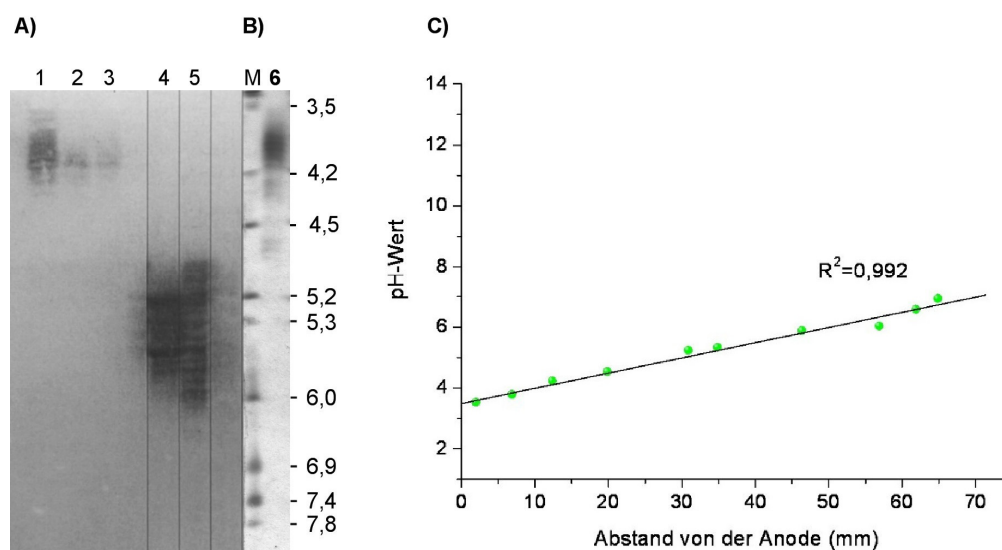 A)
1 2 3 4 5
B)
M 6
3,5
4,2
4,5
5,2
5,3
6,0
6,9
7,4
7,8
C)
pH-Wert
14
12
10
8
6
4
2
R²=0,992
0 10 20 30 40 50 60 70
Abstand von der Anode (mm)